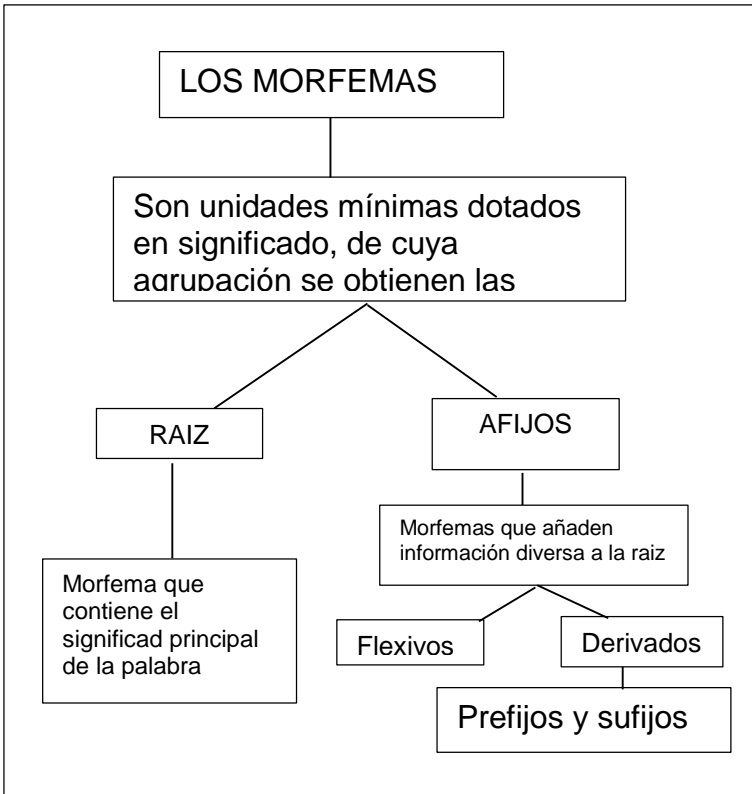 LOS MORFEMAS
Son unidades mínimas dotados
en significado, de cuya
agrupación se obtienen las
RAIZ
AFIJOS
Morfema que
contiene el
significad principal
de la palabra
Morfemas que añaden
información diversa a la raiz
Flexivos
Derivados
Prefijos y sufijos